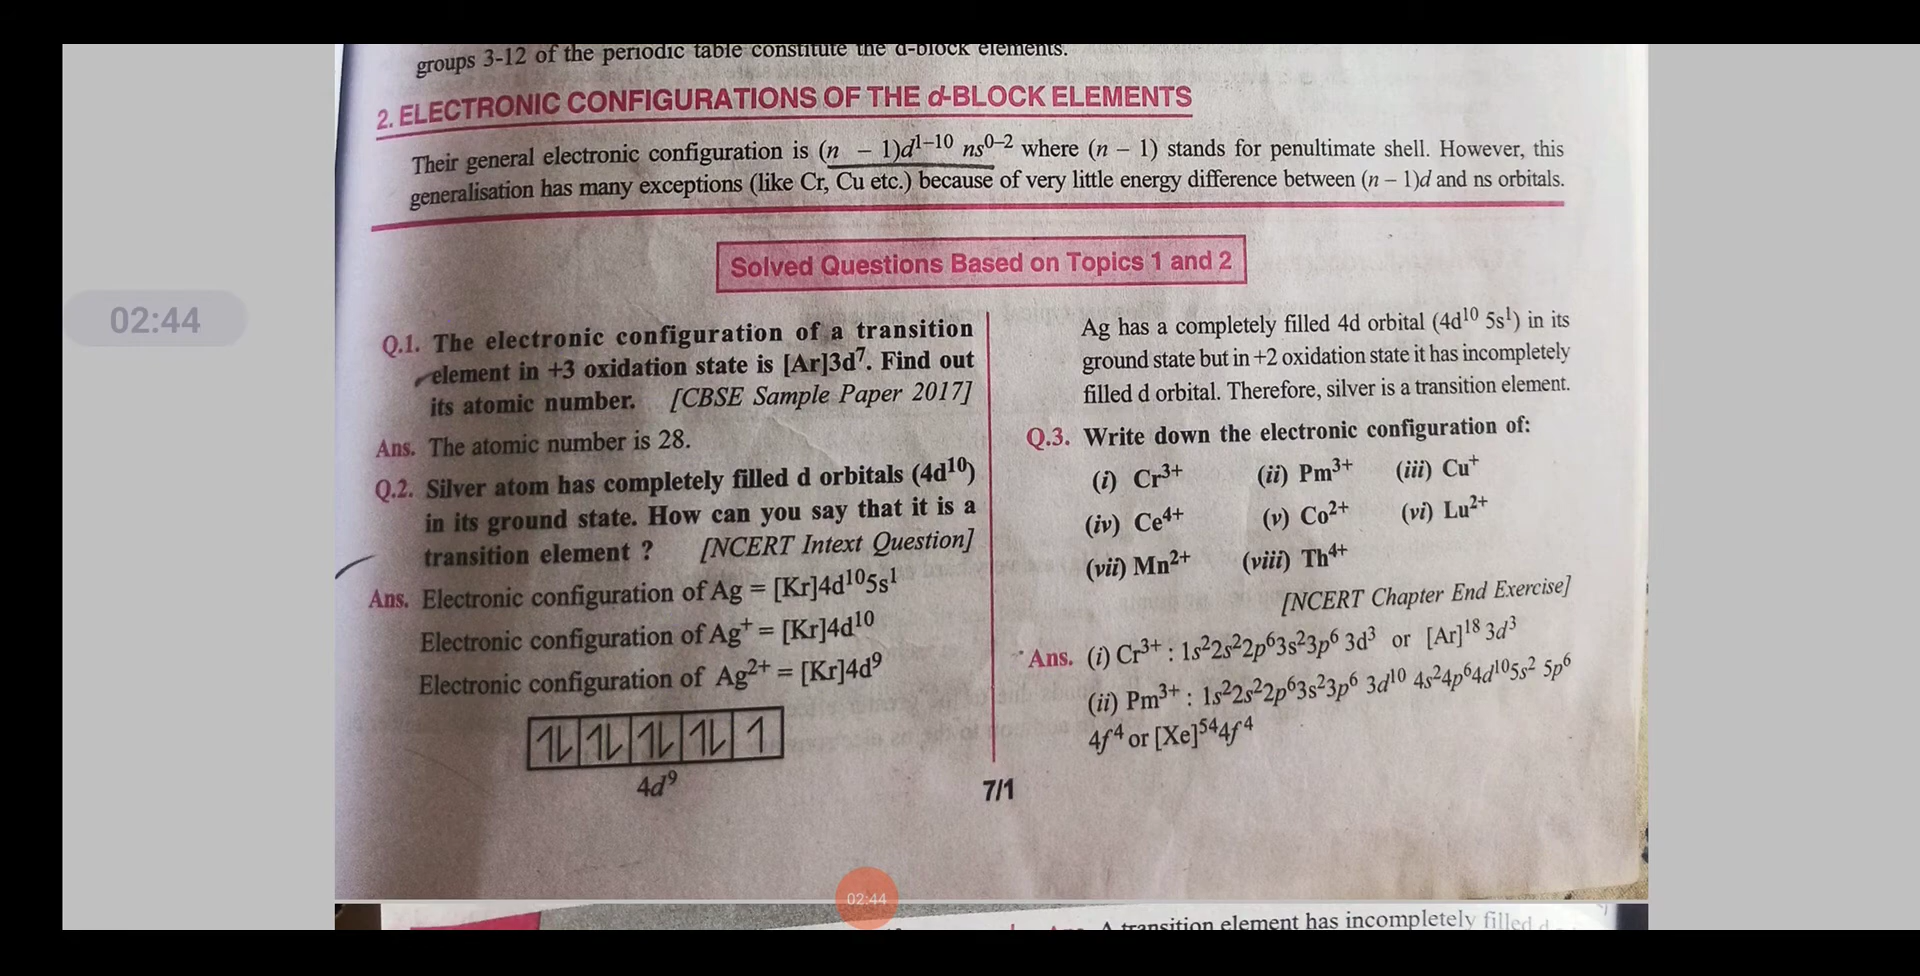 groups 3-12 of the periodic table constitute the d-block elements.
2. ELECTRONIC CONFIGURATIONS OF THE d-BLOCK ELEMENTS
Their general electronic configuration is (n – 1)d¹⁻¹⁰ ns⁰⁻² where (n – 1) stands for penultimate shell. However, this
generalisation has many exceptions (like Cr, Cu etc.) because of very little energy difference between (n – 1)d and ns orbitals.
Solved Questions Based on Topics 1 and 2
02:44
Q.1. The electronic configuration of a transition
element in +3 oxidation state is [Ar]3d⁷. Find out
its atomic number. [CBSE Sample Paper 2017]
Ans. The atomic number is 28.
Q.2. Silver atom has completely filled d orbitals (4d¹⁰)
in its ground state. How can you say that it is a
transition element ? [NCERT Intext Question]
Ans. Electronic configuration of Ag = [Kr]4d¹⁰5s¹
Electronic configuration of Ag⁺ = [Kr]4d¹⁰
Electronic configuration of Ag²⁺ = [Kr]4d⁹
4d⁹
Ag has a completely filled 4d orbital (4d¹⁰ 5s¹) in its
ground state but in +2 oxidation state it has incompletely
filled d orbital. Therefore, silver is a transition element.
Q.3. Write down the electronic configuration of:
(i) Cr³⁺ (ii) Pm³⁺ (iii) Cu⁺
(iv) Ce⁴⁺ (v) Co²⁺ (vi) Lu²⁺
(vii) Mn²⁺ (viii) Th⁴⁺
[NCERT Chapter End Exercise]
Ans. (i) Cr³⁺ : 1s²2s²2p⁶3s²3p⁶ 3d³ or [Ar]¹⁸ 3d³
(ii) Pm³⁺ : 1s²2s²2p⁶3s²3p⁶ 3d¹⁰ 4s²4p⁶4d¹⁰5s² 5p⁶
4f⁴ or [Xe]⁵⁴4f⁴
7/1
02:44
A transition element has incompletely filled d